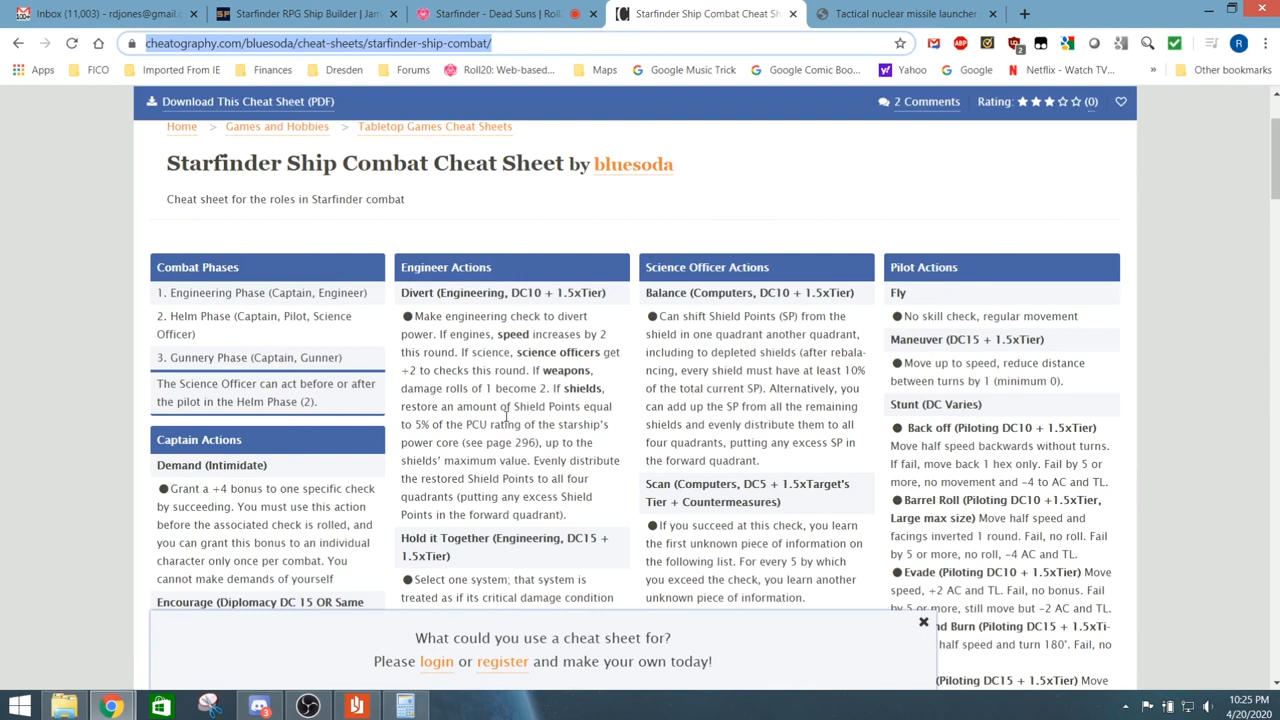 Inbox (11,003) - rdjones@gmail.c
Starfinder RPG Ship Builder | Jam
Starfinder - Dead Suns | Roll2
Starfinder Ship Combat Cheat Sh
Tactical nuclear missile launcher
cheatography.com/bluesoda/cheat-sheets/starfinder-ship-combat/
Apps
FICO
Imported From IE
Finances
Dresden
Forums
Roll20: Web-based...
Maps
Google Music Trick
Google Comic Boo...
Yahoo
Google
Netflix - Watch TV...
»
Other bookmarks
Download This Cheat Sheet (PDF)
2 Comments
Rating: ★★★☆☆ (0)
Home > Games and Hobbies > Tabletop Games Cheat Sheets
Starfinder Ship Combat Cheat Sheet by bluesoda
Cheat sheet for the roles in Starfinder combat
Combat Phases
1. Engineering Phase (Captain, Engineer)
2. Helm Phase (Captain, Pilot, Science
Officer)
3. Gunnery Phase (Captain, Gunner)
The Science Officer can act before or after
the pilot in the Helm Phase (2).
Captain Actions
Demand (Intimidate)
●Grant a +4 bonus to one specific check
by succeeding. You must use this action
before the associated check is rolled, and
you can grant this bonus to an individual
character only once per combat. You
cannot make demands of yourself
Encourage (Diplomacy DC 15 OR Same
Engineer Actions
Divert (Engineering, DC10 + 1.5xTier)
●Make engineering check to divert
power. If engines, speed increases by 2
this round. If science, science officers get
+2 to checks this round. If weapons,
damage rolls of 1 become 2. If shields,
restore an amount of Shield Points equal
to 5% of the PCU rating of the starship's
power core (see page 296), up to the
shields' maximum value. Evenly distribute
the restored Shield Points to all four
quadrants (putting any excess Shield
Points in the forward quadrant).
Hold it Together (Engineering, DC15 +
1.5xTier)
●Select one system; that system is
treated as if its critical damage condition
Science Officer Actions
Balance (Computers, DC10 + 1.5xTier)
●Can shift Shield Points (SP) from the
shield in one quadrant another quadrant,
including to depleted shields (after rebala-
ncing, every shield must have at least 10%
of the total current SP). Alternatively, you
can add up the SP from all the remaining
shields and evenly distribute them to all
four quadrants, putting any excess SP in
the forward quadrant.
Scan (Computers, DC5 + 1.5xTarget's
Tier + Countermeasures)
●If you succeed at this check, you learn
the first unknown piece of information on
the following list. For every 5 by which
you exceed the check, you learn another
unknown piece of information.
Pilot Actions
Fly
●No skill check, regular movement
Maneuver (DC15 + 1.5xTier)
●Move up to speed, reduce distance
between turns by 1 (minimum 0).
Stunt (DC Varies)
● Back off (Piloting DC10 + 1.5xTier)
Move half speed backwards without turns.
If fail, move back 1 hex only. Fail by 5 or
more, no movement and -4 to AC and TL.
●Barrel Roll (Piloting DC10 +1.5xTier,
Large max size) Move half speed and
facings inverted 1 round. Fail, no roll. Fail
by 5 or more, no roll, -4 AC and TL.
●Evade (Piloting DC10 + 1.5xTier) Move
speed, +2 AC and TL. Fail, no bonus. Fail
by 5 or more, still move but -2 AC and TL.
nd Burn (Piloting DC15 + 1.5xTi-
half speed and turn 180°. Fail, no
(Piloting DC15 + 1.5xTier) Move
What could you use a cheat sheet for?
Please login or register and make your own today!
10:25 PM
4/20/2020